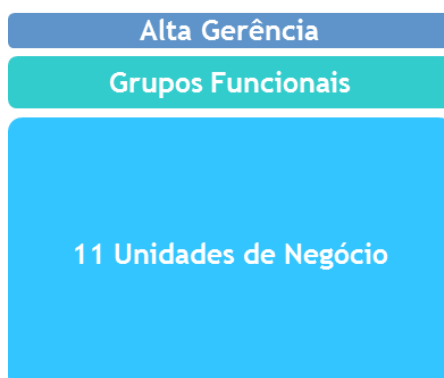 Alta Gerência
Grupos Funcionais
11 Unidades de Negócio